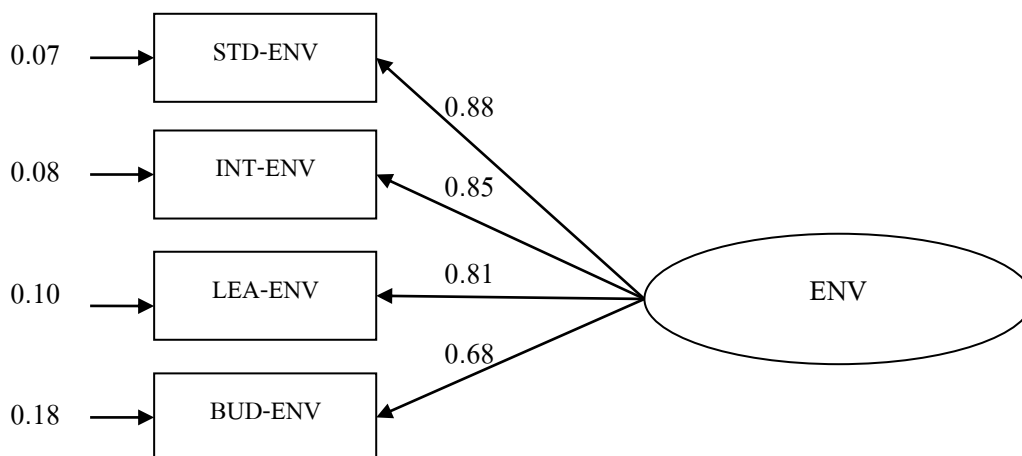 0.07
STD-ENV
0.88
0.08
INT-ENV
0.85
0.10
LEA-ENV
0.81
ENV
0.68
0.18
BUD-ENV